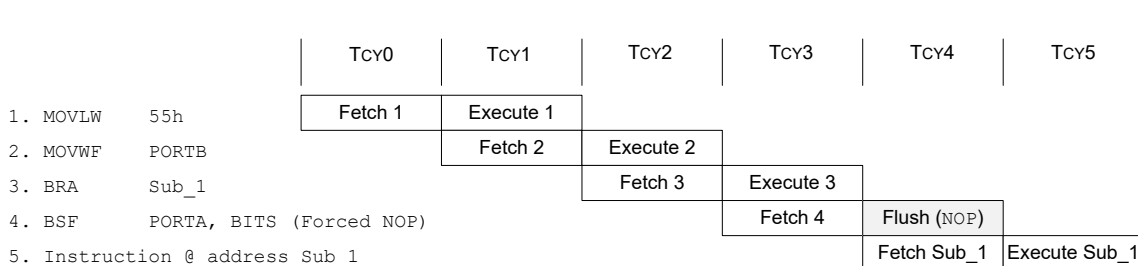 TCY0 TCY1 TCY2 TCY3 TCY4 TCY5
1. MOVLW 55h Fetch 1 Execute 1
2. MOVWF PORTB Fetch 2 Execute 2
3. BRA Sub_1 Fetch 3 Execute 3
4. BSF PORTA, BITS (Forced NOP) Fetch 4 Flush (NOP)
5. Instruction @ address Sub 1 Fetch Sub_1 Execute Sub_1